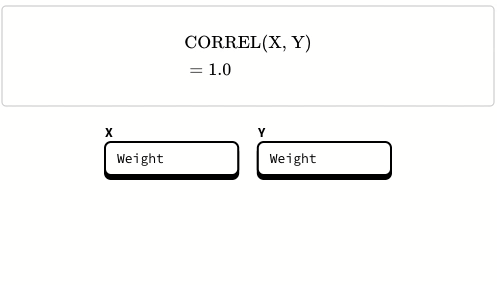 CORREL(X, Y)
= 1.0
X Y
Weight Weight